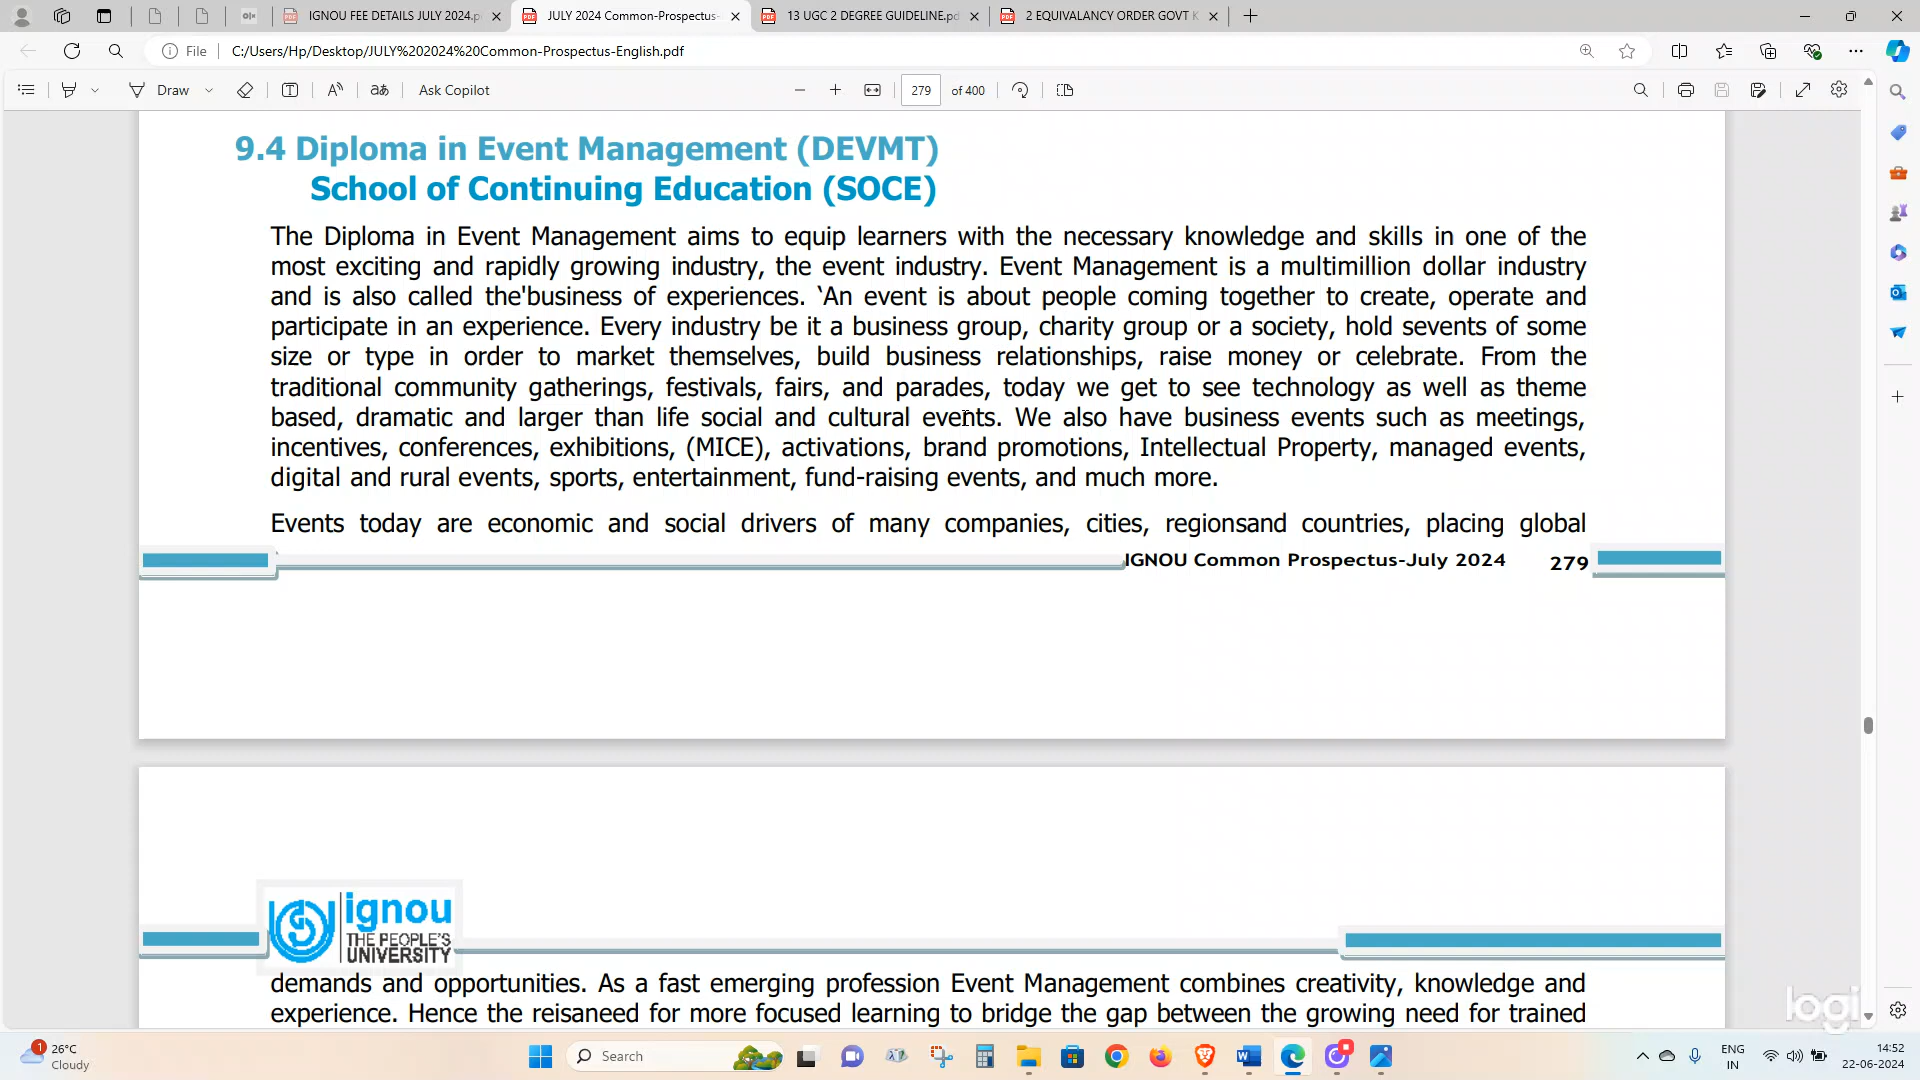 IGNOU FEE DETAILS JULY 2024.p
JULY 2024 Common-Prospectus-
13 UGC 2 DEGREE GUIDELINE.pd
2 EQUIVALANCY ORDER GOVT K
File
C:/Users/Hp/Desktop/JULY%202024%20Common-Prospectus-English.pdf
Draw
aあ
Ask Copilot
279 of 400
9.4 Diploma in Event Management (DEVMT)
School of Continuing Education (SOCE)
The Diploma in Event Management aims to equip learners with the necessary knowledge and skills in one of the
most exciting and rapidly growing industry, the event industry. Event Management is a multimillion dollar industry
and is also called the'business of experiences. ‘An event is about people coming together to create, operate and
participate in an experience. Every industry be it a business group, charity group or a society, hold sevents of some
size or type in order to market themselves, build business relationships, raise money or celebrate. From the
traditional community gatherings, festivals, fairs, and parades, today we get to see technology as well as theme
based, dramatic and larger than life social and cultural events. We also have business events such as meetings,
incentives, conferences, exhibitions, (MICE), activations, brand promotions, Intellectual Property, managed events,
digital and rural events, sports, entertainment, fund-raising events, and much more.
Events today are economic and social drivers of many companies, cities, regionsand countries, placing global
IGNOU Common Prospectus-July 2024 279
ignou
THE PEOPLE'S
UNIVERSITY
demands and opportunities. As a fast emerging profession Event Management combines creativity, knowledge and
experience. Hence the reisaneed for more focused learning to bridge the gap between the growing need for trained
logi
1
26°C
Cloudy
Search
ENG
IN
14:52
22-06-2024